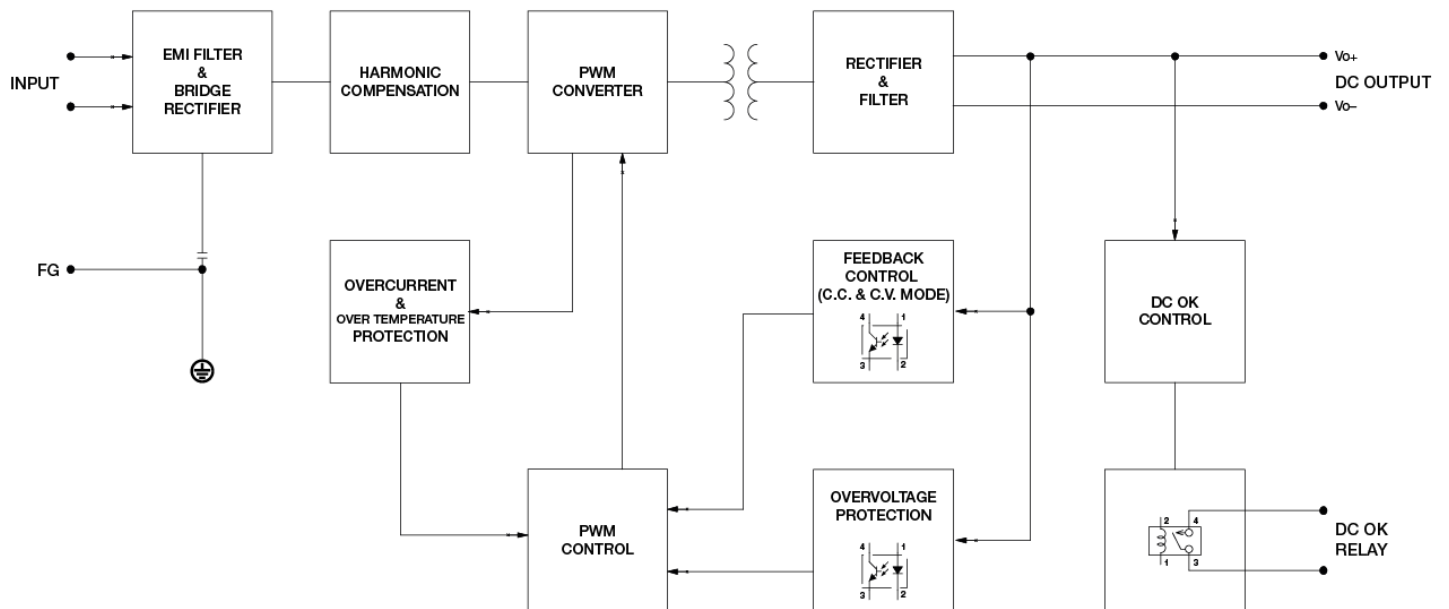 INPUT
EMI FILTER
&
BRIDGE
RECTIFIER
HARMONIC
COMPENSATION
PWM
CONVERTER
RECTIFIER
&
FILTER
Vo+
DC OUTPUT
Vo–
FG
OVERCURRENT
&
OVER TEMPERATURE
PROTECTION
FEEDBACK
CONTROL
(C.C. & C.V. MODE)
4 1
3 2
DC OK
CONTROL
PWM
CONTROL
OVERVOLTAGE
PROTECTION
4 1
3 2
2 4
1 3
DC OK
RELAY